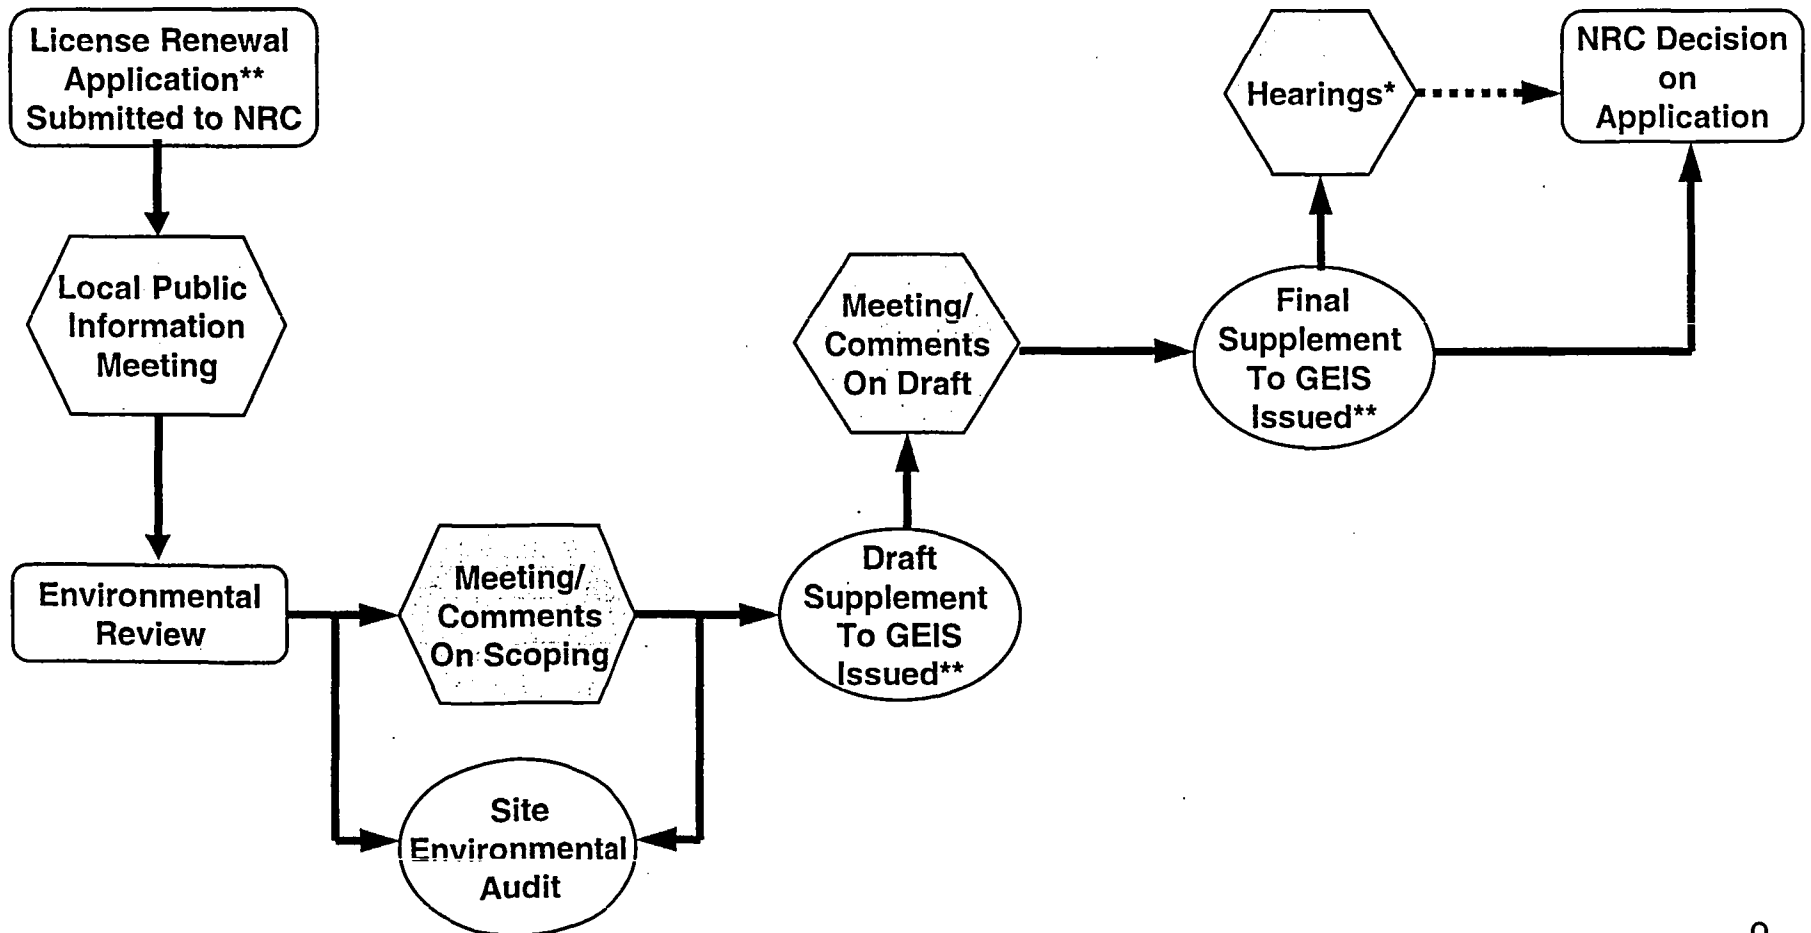 License Renewal
Application**
Submitted to NRC
Local Public
Information
Meeting
Environmental
Review
Meeting/
Comments
On Scoping
Site
Environmental
Audit
Draft
Supplement
To GEIS
Issued**
Meeting/
Comments
On Draft
Final
Supplement
To GEIS
Issued**
Hearings*
NRC Decision
on
Application